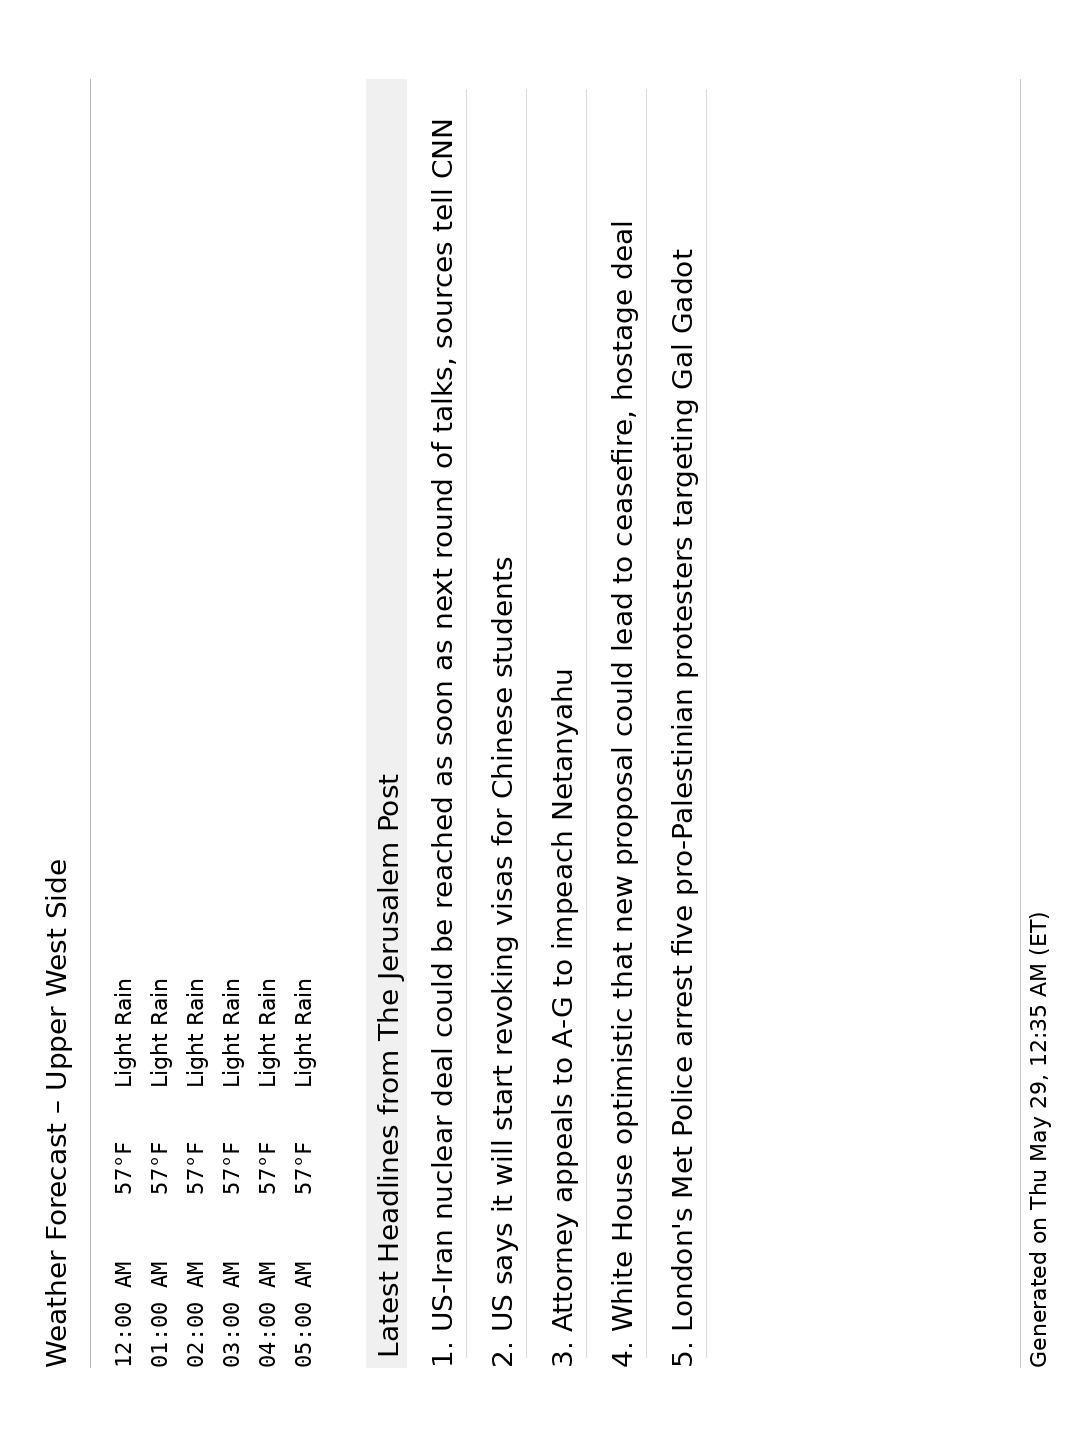 Weather Forecast – Upper West Side
12:00 AM 57°F Light Rain
01:00 AM 57°F Light Rain
02:00 AM 57°F Light Rain
03:00 AM 57°F Light Rain
04:00 AM 57°F Light Rain
05:00 AM 57°F Light Rain
Latest Headlines from The Jerusalem Post
1. US-Iran nuclear deal could be reached as soon as next round of talks, sources tell CNN
2. US says it will start revoking visas for Chinese students
3. Attorney appeals to A-G to impeach Netanyahu
4. White House optimistic that new proposal could lead to ceasefire, hostage deal
5. London's Met Police arrest five pro-Palestinian protesters targeting Gal Gadot
Generated on Thu May 29, 12:35 AM (ET)